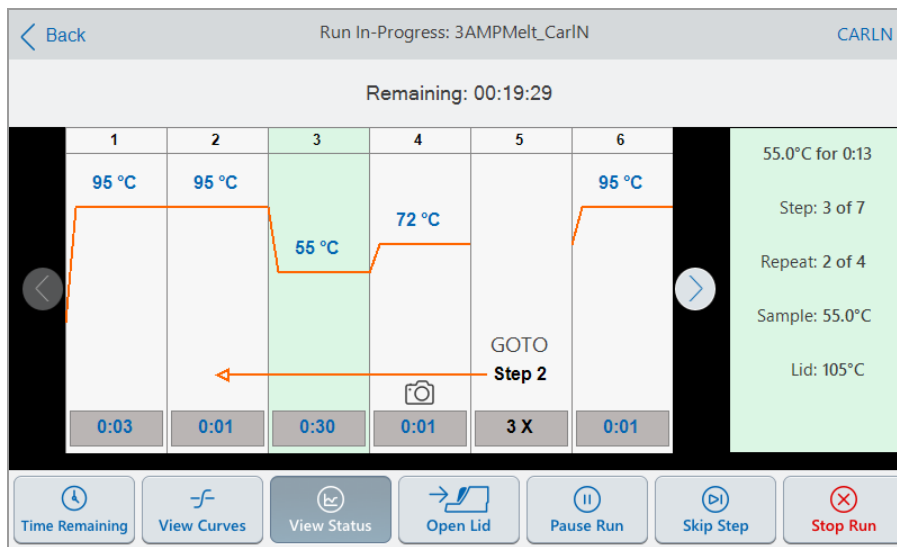 Back
Run In-Progress: 3AMPMelt_CarlN
CARLN
Remaining: 00:19:29
1 2 3 4 5 6
95 °C 95 °C 95 °C
72 °C
55 °C
GOTO
Step 2
0:03 0:01 0:30 0:01 3 X 0:01
55.0°C for 0:13
Step: 3 of 7
Repeat: 2 of 4
Sample: 55.0°C
Lid: 105°C
Time Remaining View Curves View Status Open Lid Pause Run Skip Step Stop Run